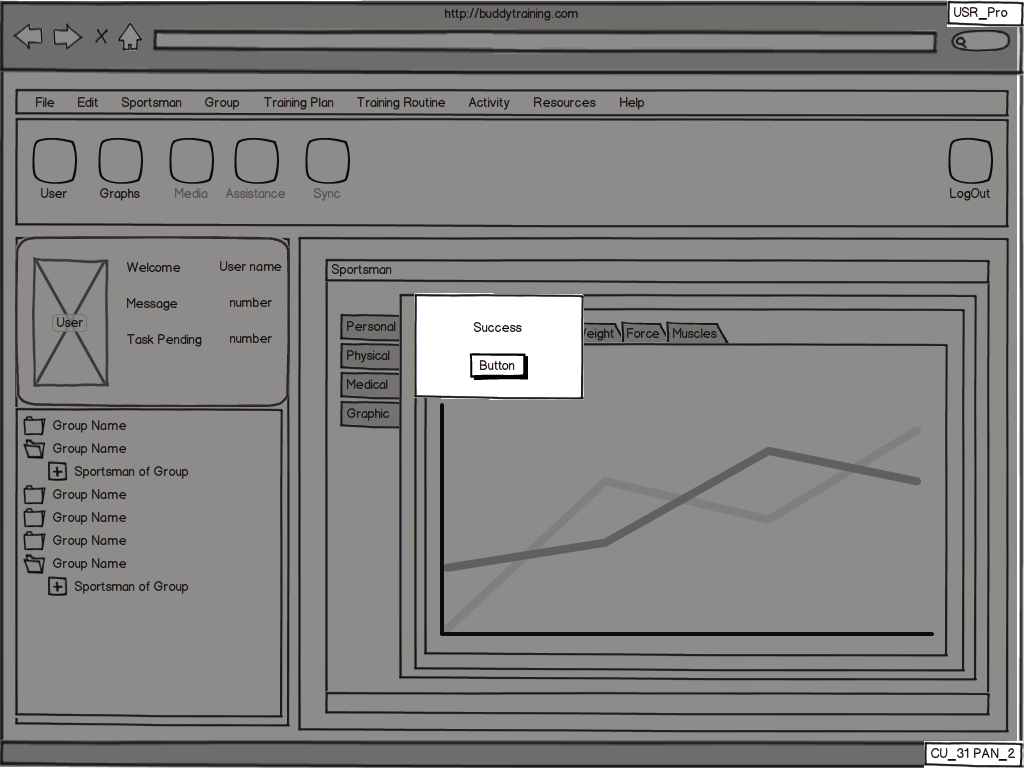 http://buddytraining.com
USR_Pro
File Edit Sportsman Group Training Plan Training Routine Activity Resources Help
User Graphs Media Assistance Sync LogOut
Welcome User name
User
Message number
Task Pending number
Group Name
Group Name
Sportsman of Group
Group Name
Group Name
Group Name
Group Name
Sportsman of Group
Sportsman
Personal
Physical
Medical
Graphic
Force Muscles
Success
Button
CU_31 PAN_2